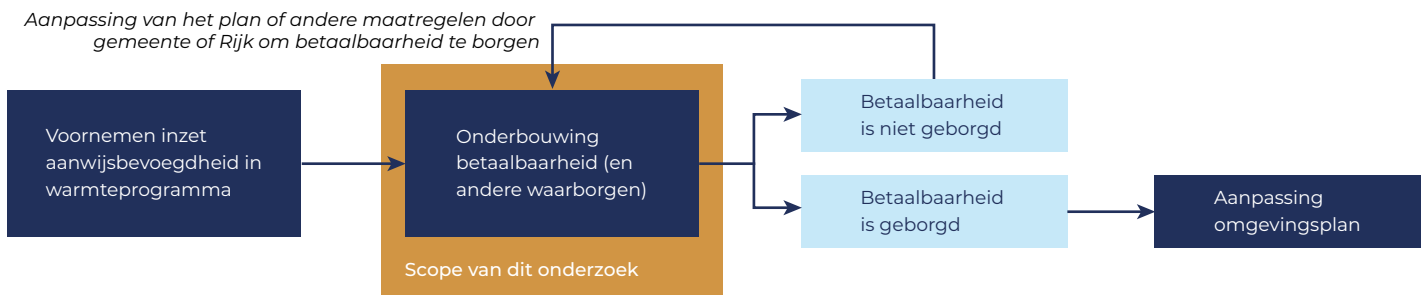 Aanpassing van het plan of andere maatregelen door
gemeente of Rijk om betaalbaarheid te borgen
Voornemen inzet
aanwijsbevoegdheid in
warmteprogramma
Onderbouwing
betaalbaarheid (en
andere waarborgen)
Scope van dit onderzoek
Betaalbaarheid
is niet geborgd
Betaalbaarheid
is geborgd
Aanpassing
omgevingsplan